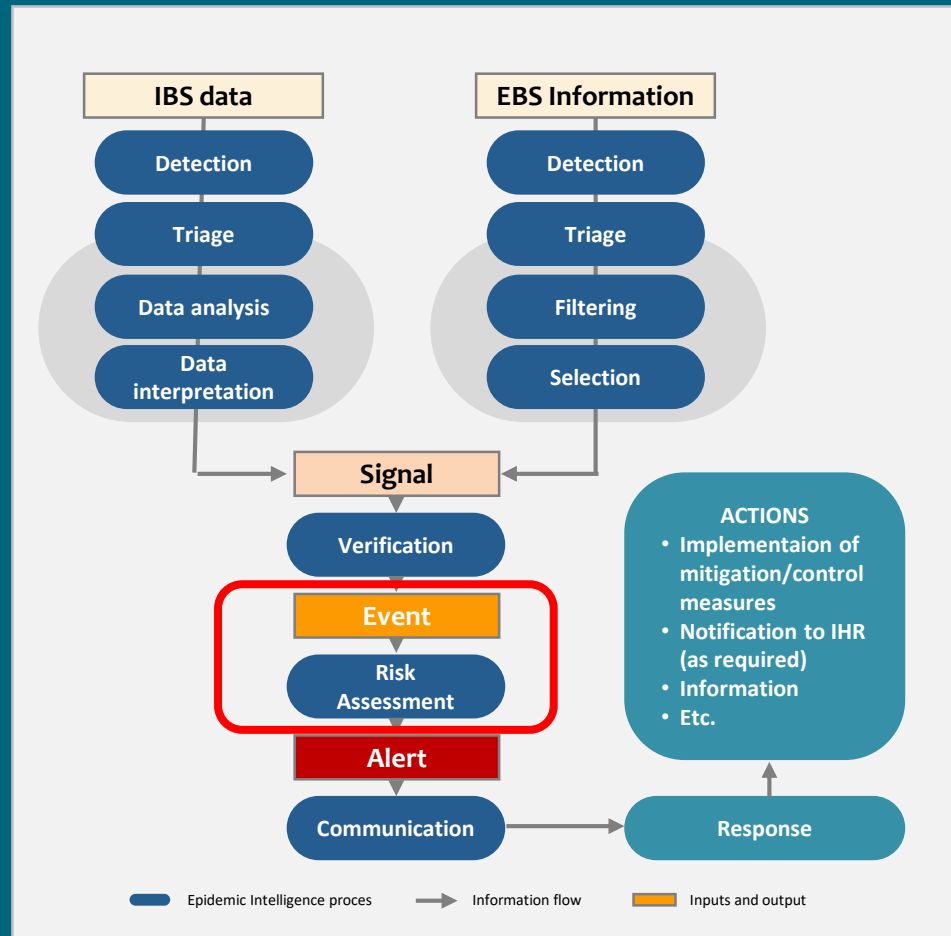 IBS data
Detection
Triage
Data analysis
Data
interpretation
EBS Information
Detection
Triage
Filtering
Selection
Signal
Verification
Event
Risk
Assessment
Alert
Communication
Response
ACTIONS
• Implementaion of
mitigation/control
measures
• Notification to IHR
(as required)
• Information
• Etc.
Epidemic Intelligence proces
Information flow
Inputs and output